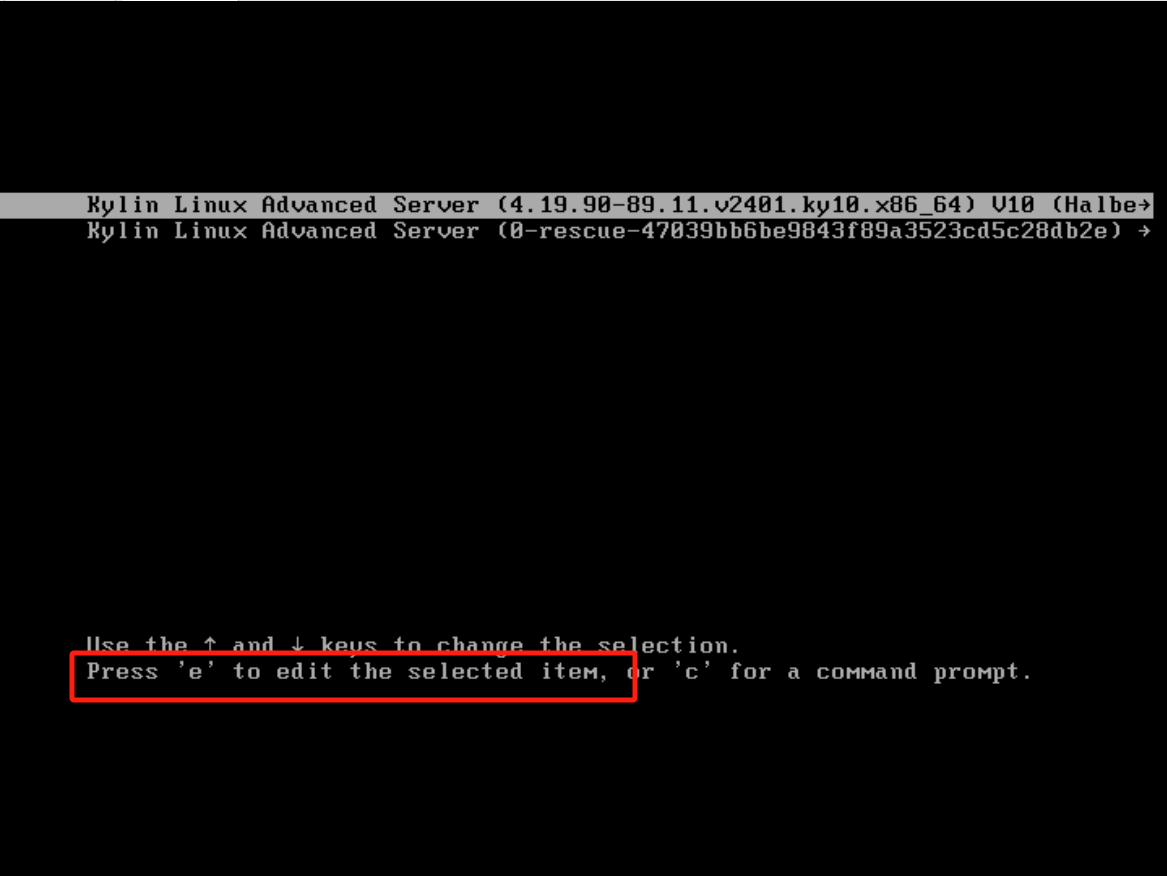 Kylin Linux Advanced Server (4.19.90-89.11.v2401.ky10.x86_64) V10 (Halbe→
Kylin Linux Advanced Server (0-rescue-47039bb6be9843f89a3523cd5c28db2e) →
Use the ↑ and ↓ keys to change the selection.
Press 'e' to edit the selected item, or 'c' for a command prompt.